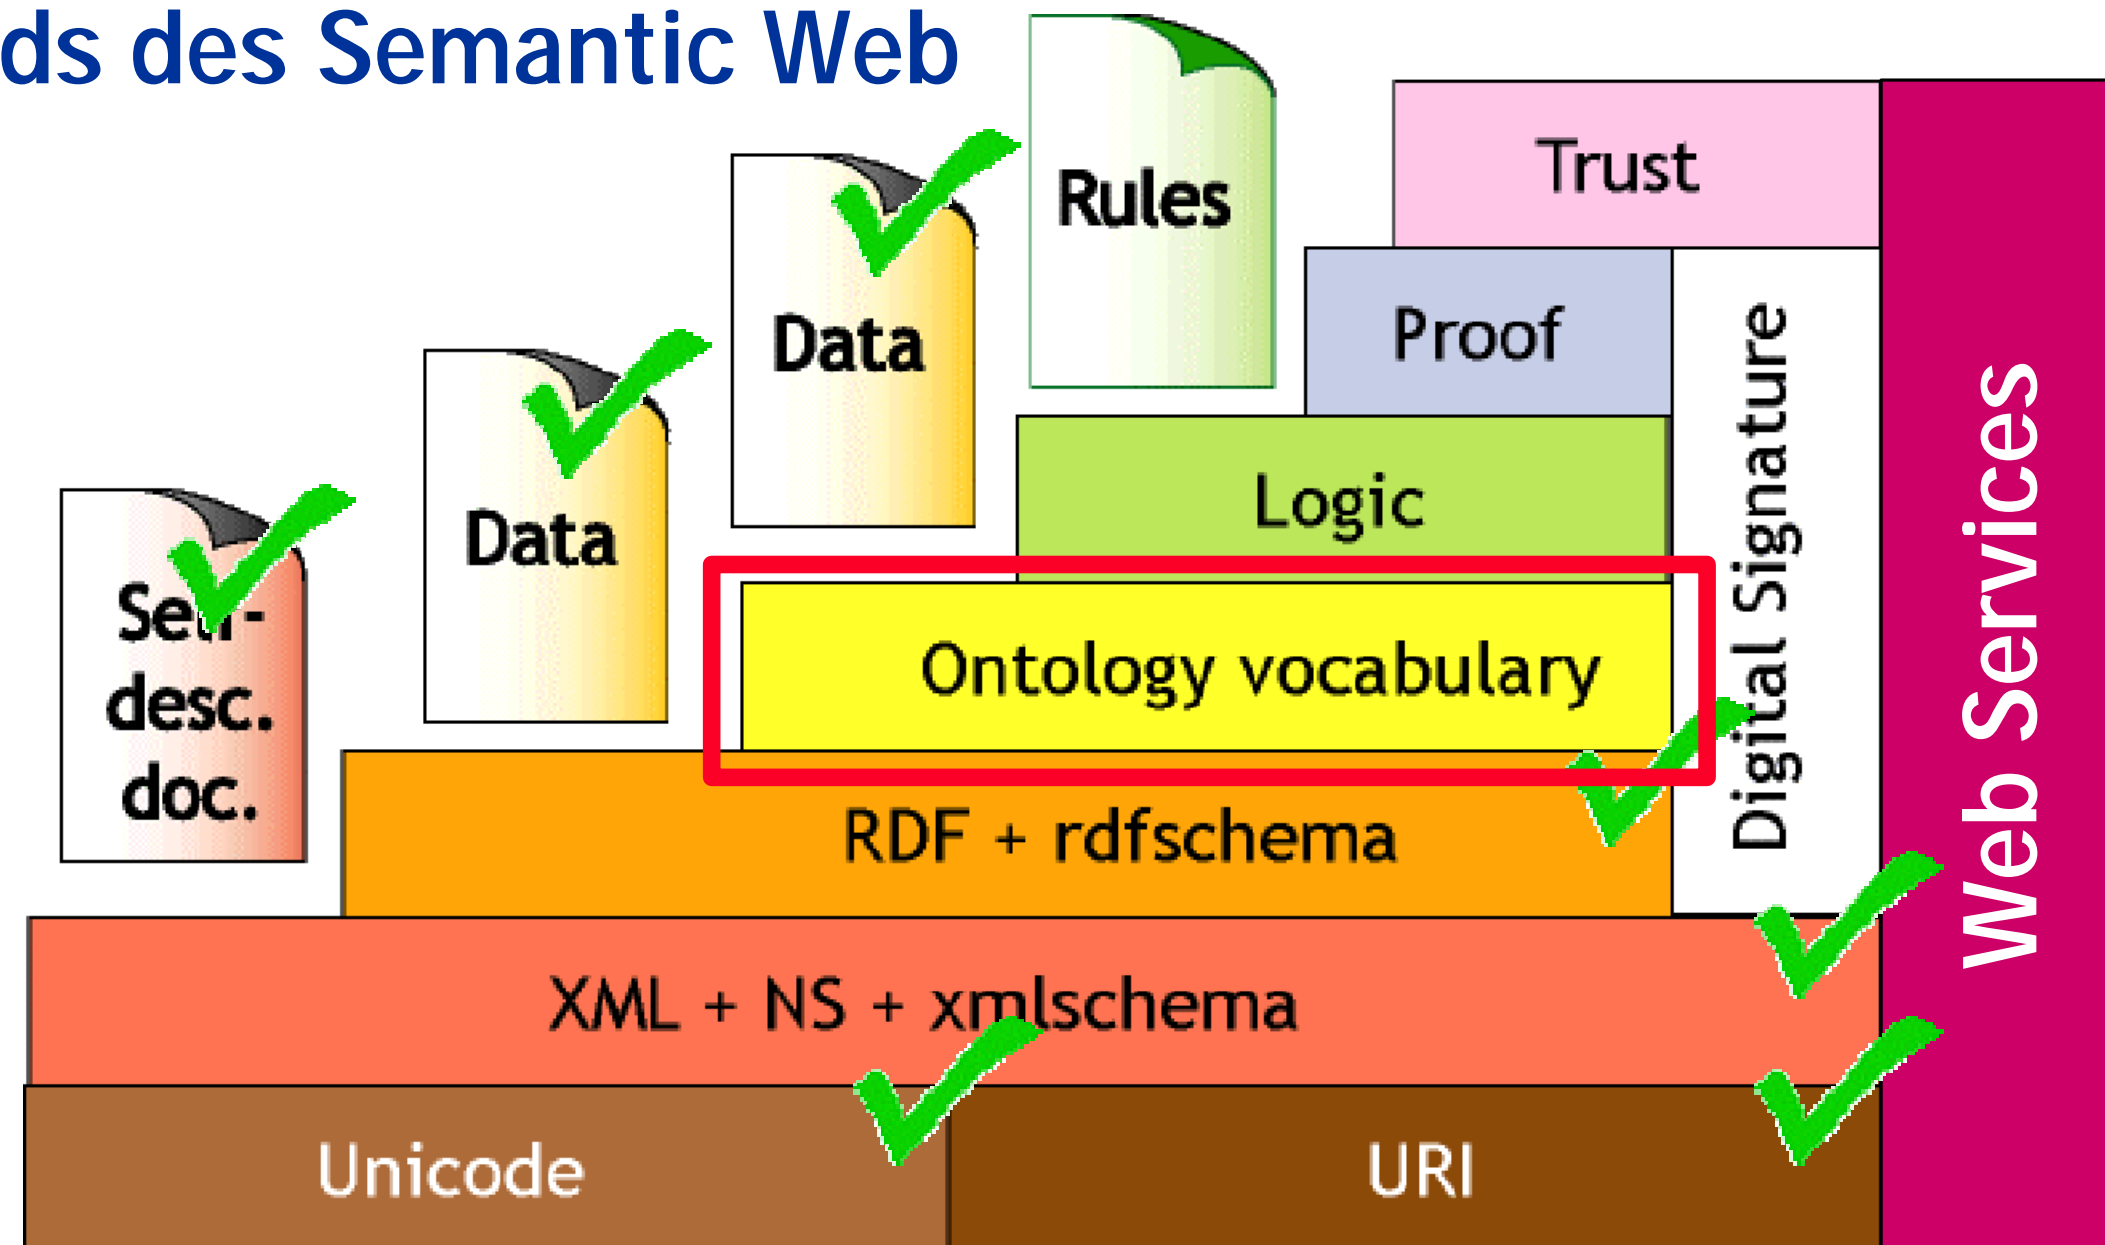 ds des Semantic Web
Rules
Trust
Data
Proof
Data
Logic
Self-
desc.
doc.
Ontology vocabulary
Digital Signature
Web Services
RDF + rdfschema
XML + NS + xmlschema
Unicode
URI